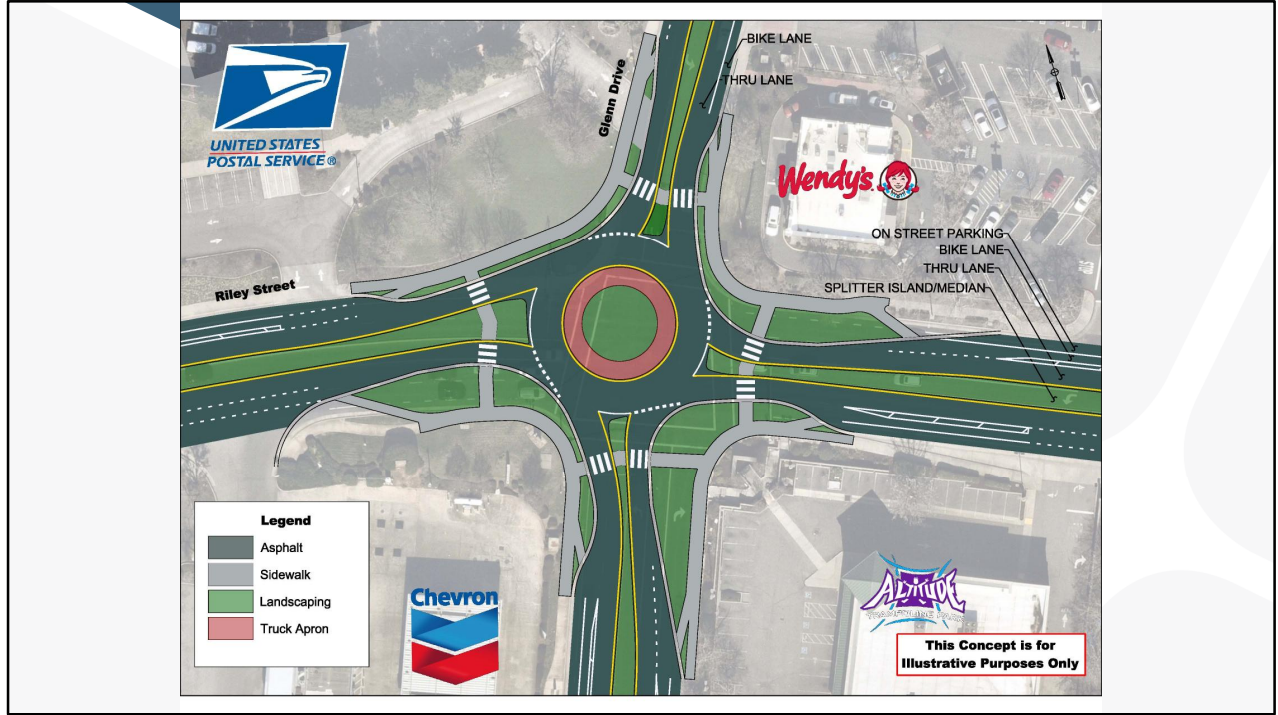 BIKE LANE
THRU LANE
Glenn Drive
UNITED STATES
POSTAL SERVICE ®
Wendy's
ON STREET PARKING
BIKE LANE
THRU LANE
SPLITTER ISLAND/MEDIAN
Riley Street
Legend
Asphalt
Sidewalk
Landscaping
Truck Apron
Chevron
ALTITUDE
TRAMPOLINE PARK
This Concept is for
Illustrative Purposes Only